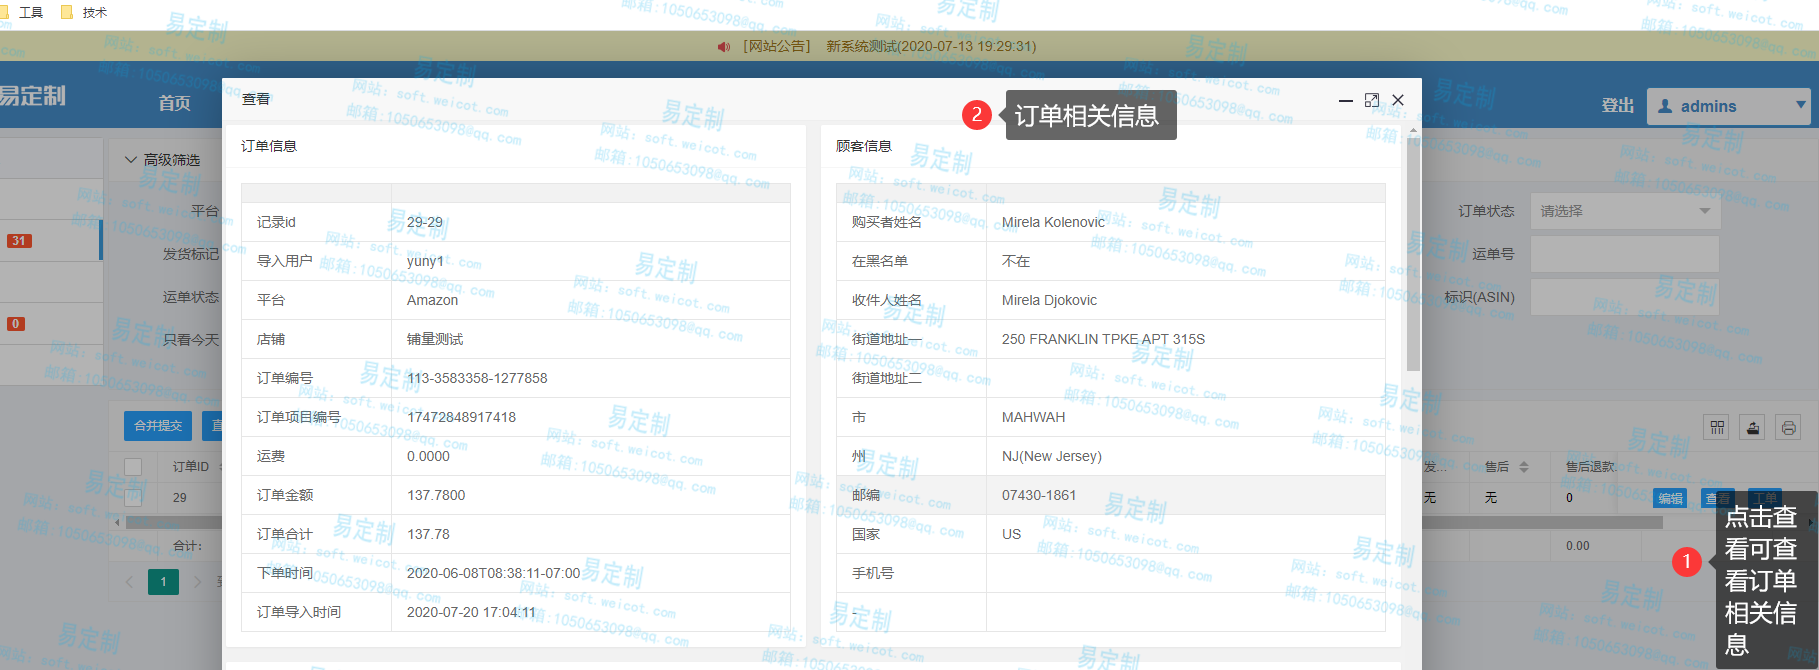 工具 技术
[网站公告] 新系统测试(2020-07-13 19:29:31)
易定制 首页 登出 admins
查看
2 订单相关信息
订单信息
记录id 29-29
导入用户 yuny1
平台 Amazon
店铺 铺量测试
订单编号 113-3583358-1277858
订单项目编号 17472848917418
运费 0.0000
订单金额 137.7800
订单合计 137.78
下单时间 2020-06-08T08:38:11-07:00
订单导入时间 2020-07-20 17:04:11
顾客信息
购买者姓名 Mirela Kolenovic
在黑名单 不在
收件人姓名 Mirela Djokovic
街道地址一 250 FRANKLIN TPKE APT 315S
街道地址二
市 MAHWAH
州 NJ(New Jersey)
邮编 07430-1861
国家 US
手机号
-
高级筛选
平台
31
发货标记
运单状态
0
只看今天
订单状态 请选择
运单号
标识(ASIN)
合并提交 直
订单ID 发... 售后 售后退款
29 无 无 0 编辑 查看 工单
合计: 0.00
1
1 点击查
看可查
看订单
相关信
息
易定制
网站: soft.weicot.com
邮箱:1050653098@qq.com